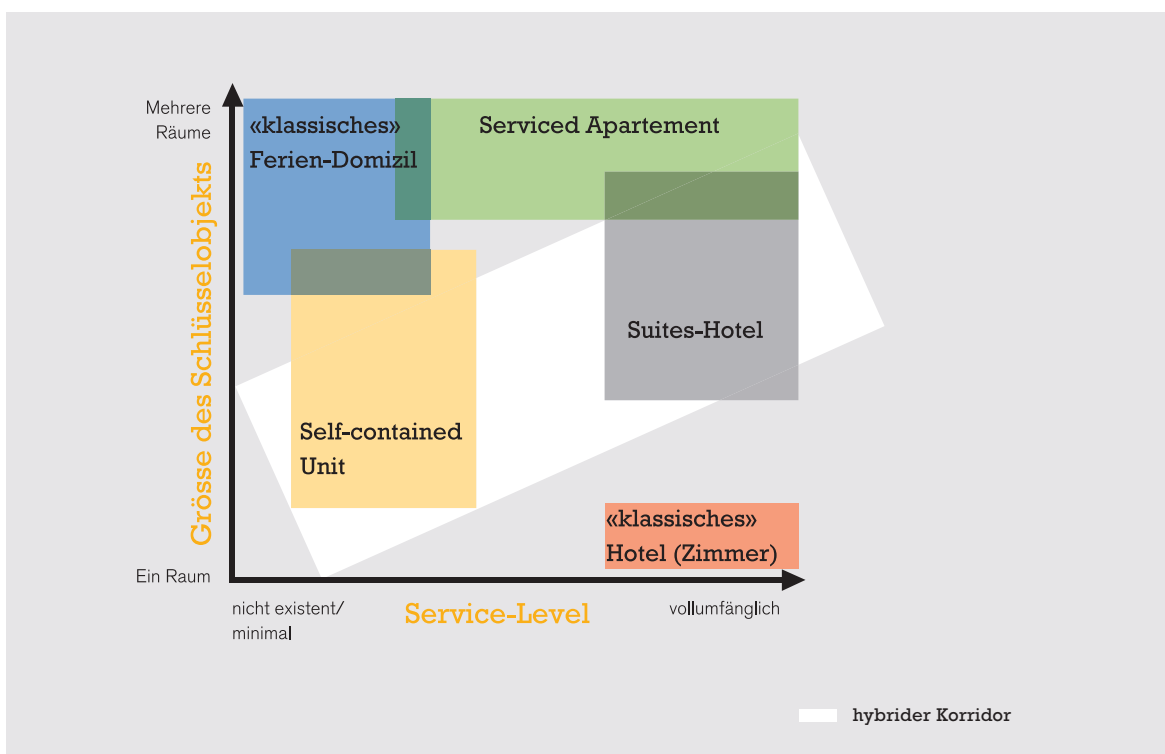 Mehrere
Räume
Grösse des Schlüsselobjekts
Ein Raum
«klassisches»
Ferien-Domizil
Serviced Apartement
Suites-Hotel
Self-contained
Unit
«klassisches»
Hotel (Zimmer)
nicht existent/
minimal
Service-Level
vollumfänglich
hybrider Korridor